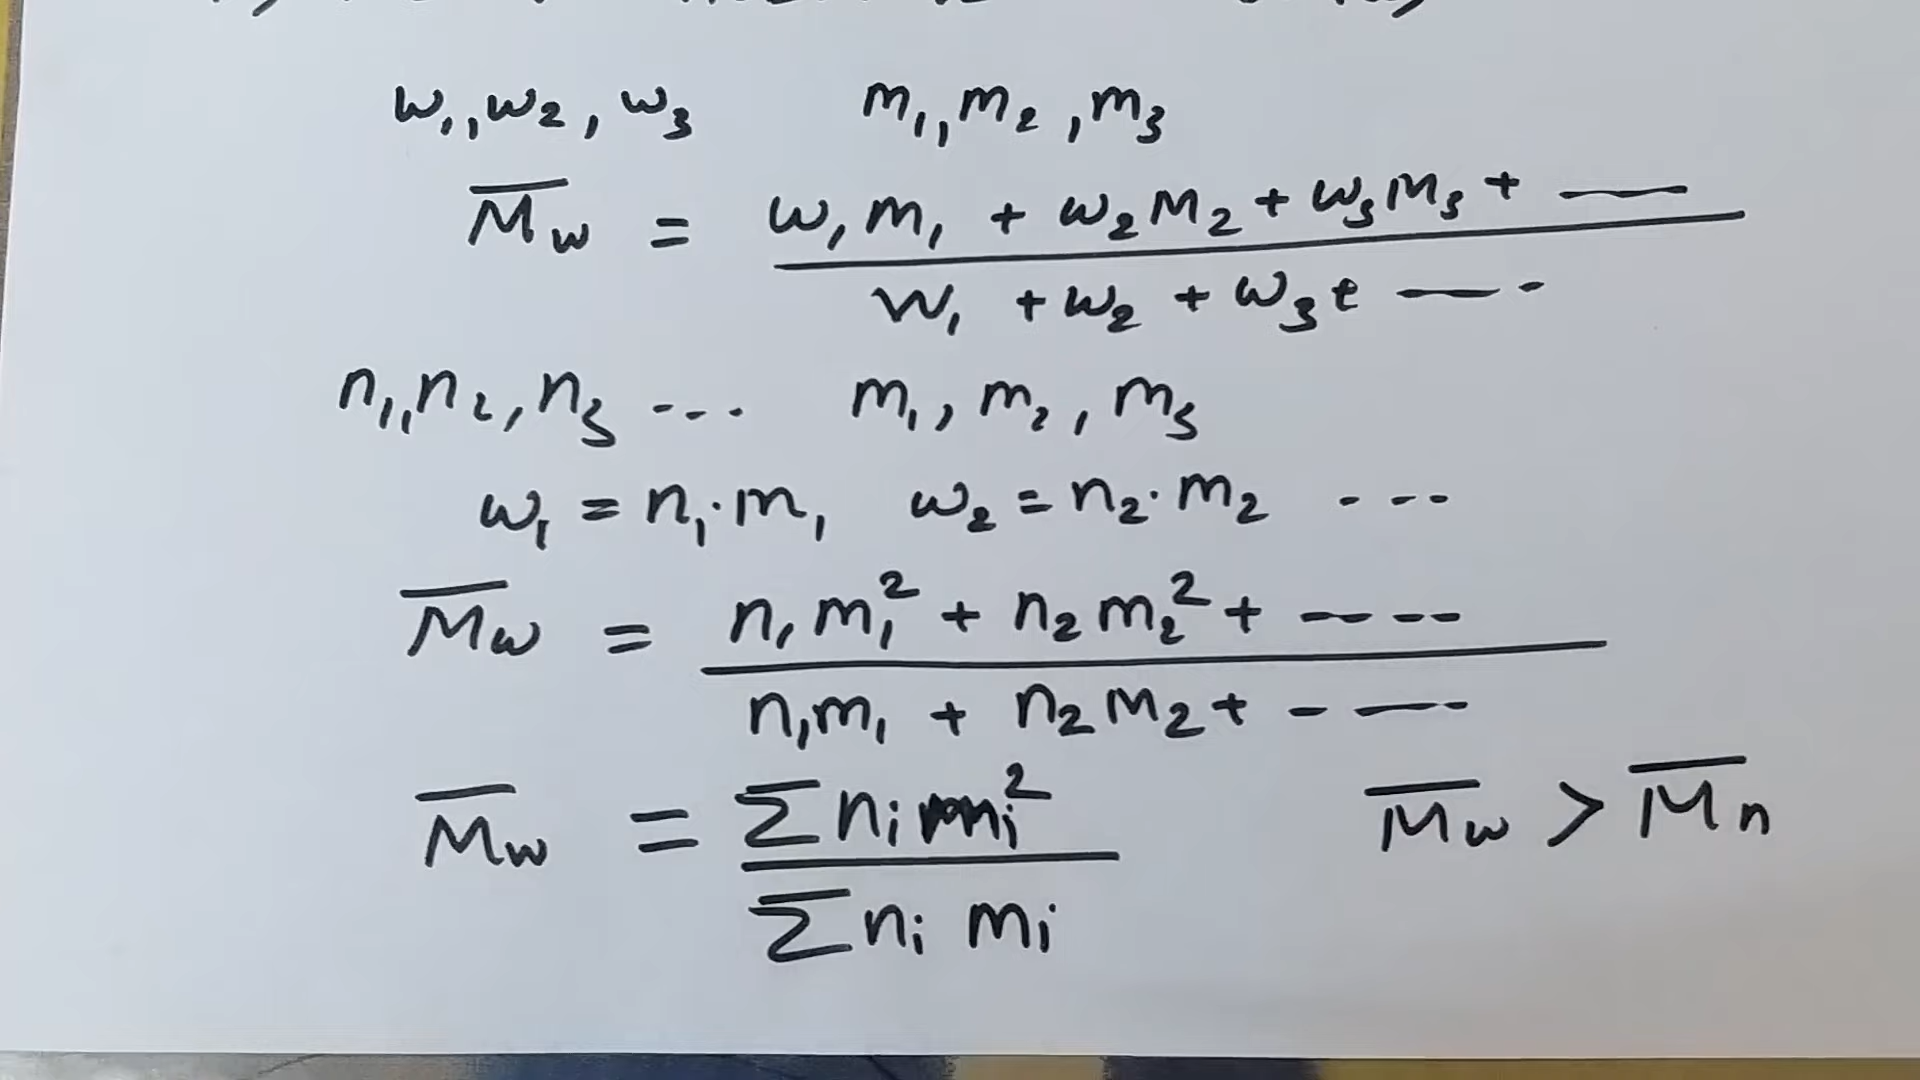 w₁, w₂, w₃ m₁, m₂, m₃
M̅w = (w₁m₁ + w₂M₂ + w₃M₃ + —) / (w₁ + w₂ + w₃ + — -)
n₁, n₂, n₃ --- m₁, m₂, m₃
w₁ = n₁·m₁ w₂ = n₂·m₂ ---
M̅w = (n₁m₁² + n₂m₂² + ----) / (n₁m₁ + n₂M₂ + - —)
M̅w = Σnᵢmᵢ² / Σnᵢ mᵢ M̅w > M̅n